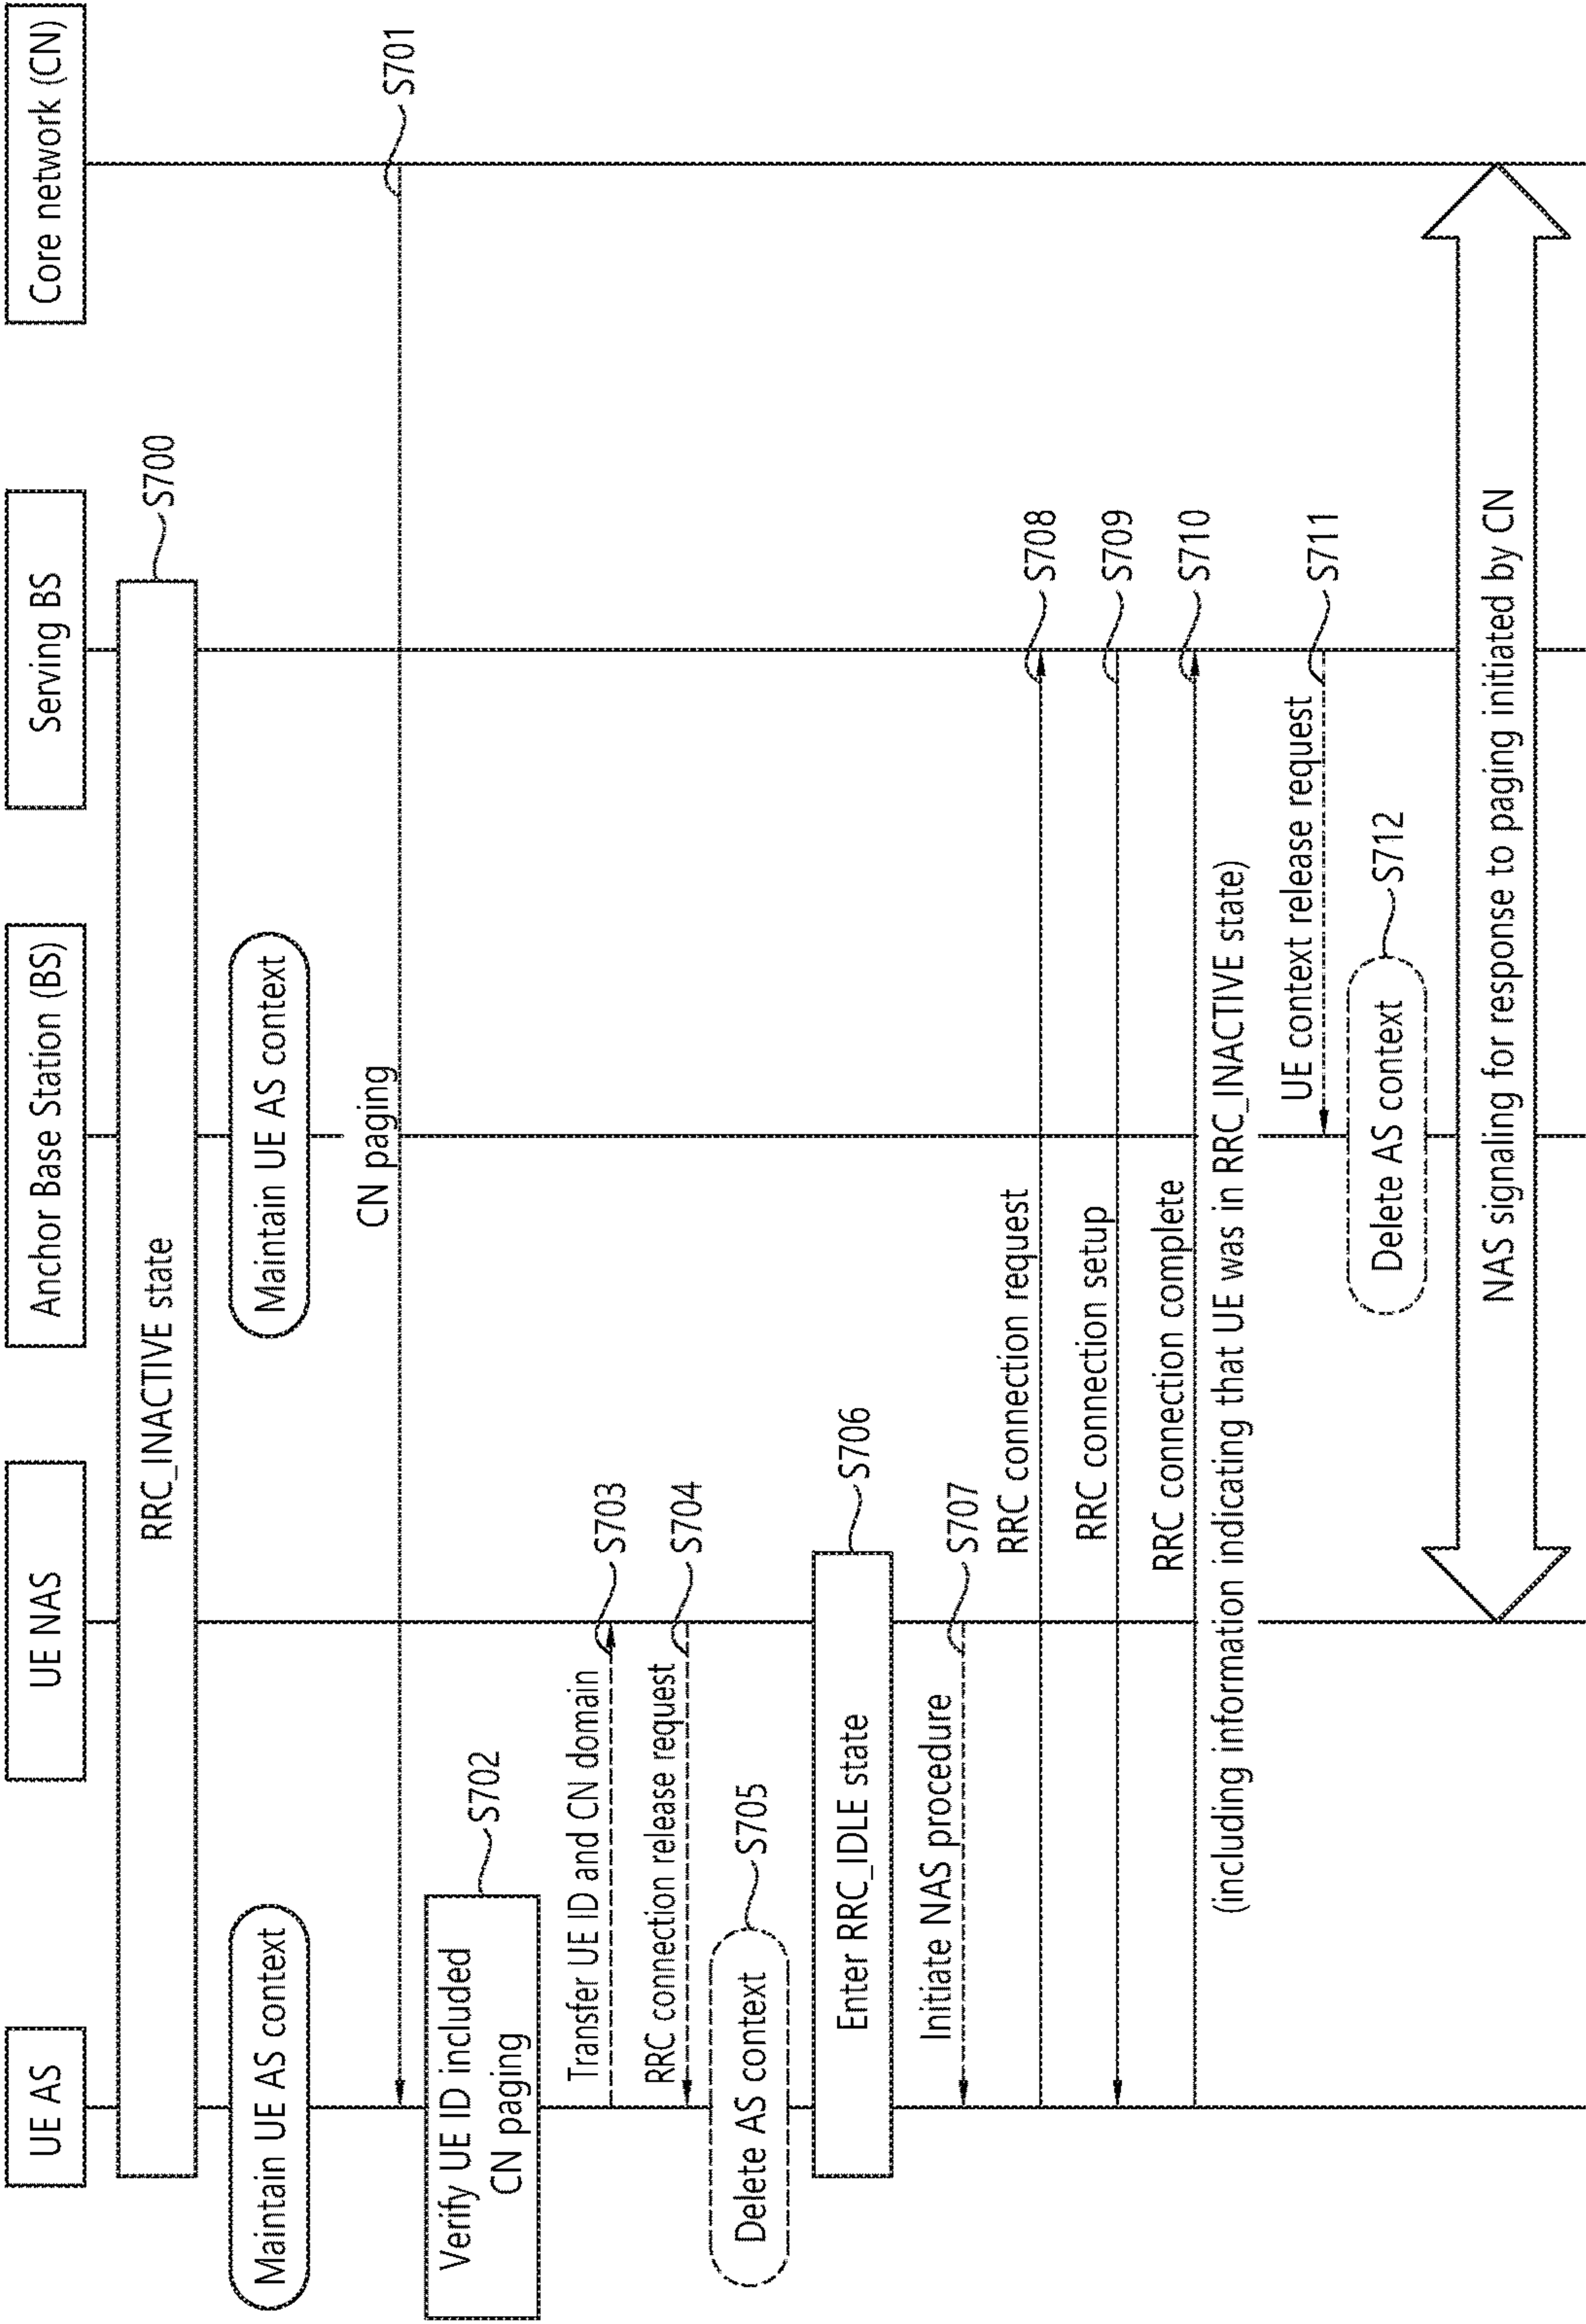 UE AS
UE NAS
Anchor Base Station (BS)
Serving BS
Core network (CN)
RRC_INACTIVE state
S700
Maintain UE AS context
Maintain UE AS context
CN paging
S701
Verify UE ID included
CN paging
S702
Transfer UE ID and CN domain
S703
RRC connection release request
S704
Delete AS context
S705
Enter RRC_IDLE state
S706
Initiate NAS procedure
S707
RRC connection request
S708
RRC connection setup
S709
RRC connection complete
S710
(including information indicating that UE was in RRC_INACTIVE state)
UE context release request
S711
Delete AS context
S712
NAS signaling for response to paging initiated by CN